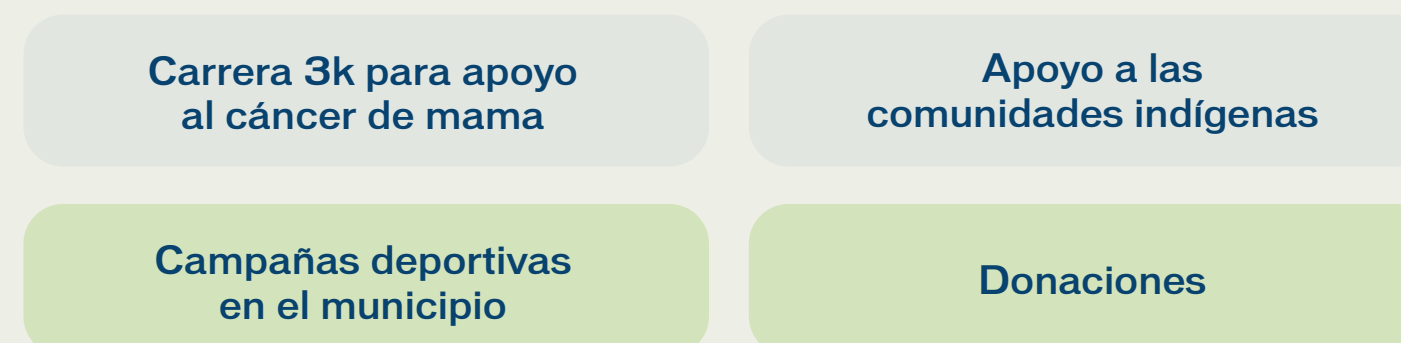 Carrera 3k para apoyo
al cáncer de mama
Apoyo a las
comunidades indígenas
Campañas deportivas
en el municipio
Donaciones